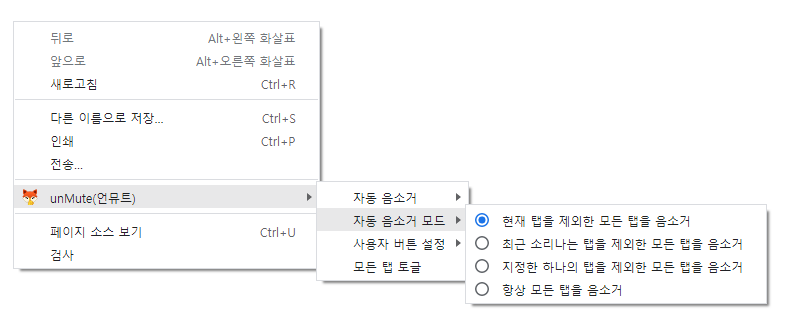 뒤로 Alt+왼쪽 화살표
앞으로 Alt+오른쪽 화살표
새로고침 Ctrl+R
다른 이름으로 저장... Ctrl+S
인쇄 Ctrl+P
전송...
unMute(언뮤트)
페이지 소스 보기 Ctrl+U
검사
자동 음소거
자동 음소거 모드
사용자 버튼 설정
모든 탭 토글
현재 탭을 제외한 모든 탭을 음소거
최근 소리나는 탭을 제외한 모든 탭을 음소거
지정한 하나의 탭을 제외한 모든 탭을 음소거
항상 모든 탭을 음소거